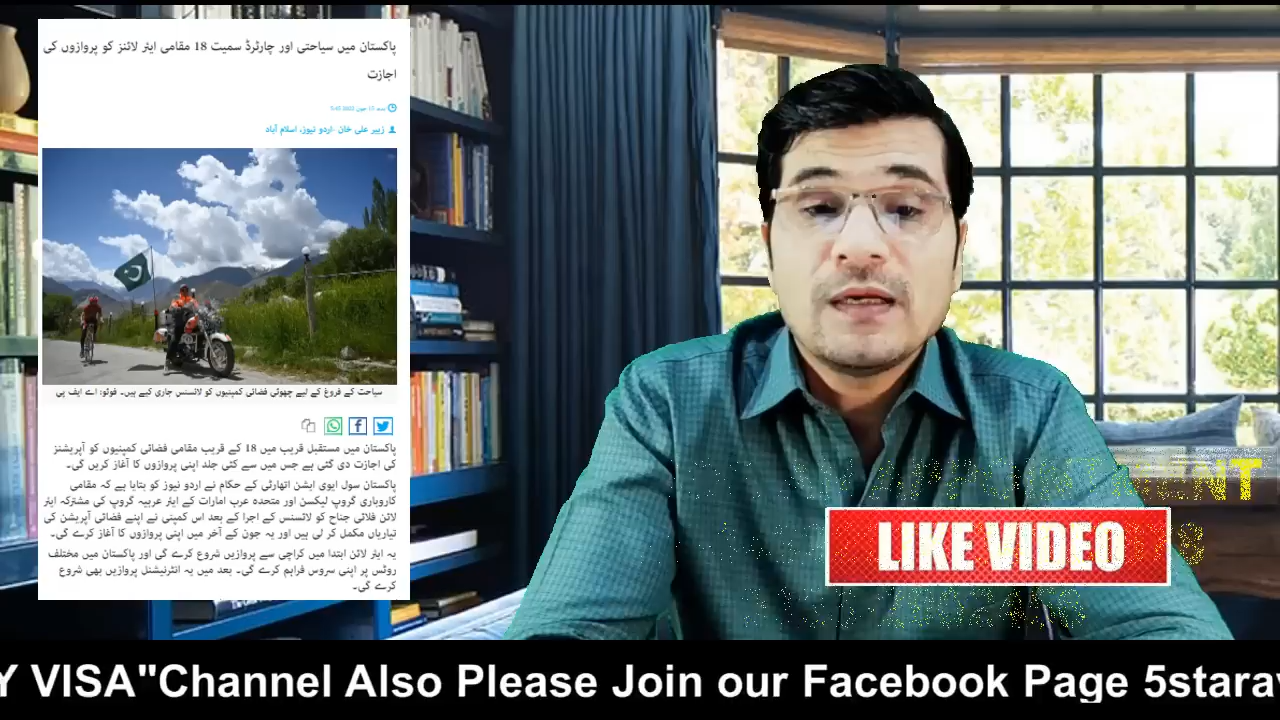 پاکستان میں سیاحتی اور چارٹرڈ سمیت 18 مقامی ایئر لائنز کو پروازوں کی
اجازت
زبیر علی خان -اردو نیوز، اسلام آباد
سیاحت کے فروغ کے لیے چھوٹی فضائی کمپنیوں کو لائسنس جاری کیے ہیں۔ فوٹو: اے ایف پی
پاکستان میں مستقبل قریب میں 18 کے قریب مقامی فضائی کمپنیوں کو آپریشنز
کی اجازت دی گئی ہے جس میں سے کئی جلد اپنی پروازوں کا آغاز کریں گی۔
پاکستان سول ایوی ایشن اتھارٹی کے حکام نے اردو نیوز کو بتایا ہے کہ مقامی
کاروباری گروپ لیکسن اور متحدہ عرب امارات کے ایئر عریبیہ گروپ کی مشترکہ ایئر
لائن فلائی جناح کو لائسنس کے اجرا کے بعد اس کمپنی نے اپنے فضائی آپریشن کی
تیاریاں مکمل کر لی ہیں اور یہ جون کے آخر میں اپنی پروازوں کا آغاز کرے گی۔
یہ ایئر لائن ابتدا میں کراچی سے پروازیں شروع کرے گی اور پاکستان میں مختلف
روٹس پر اپنی سروس فراہم کرے گی۔ بعد میں یہ انٹرنیشنل پروازیں بھی شروع
کرے گی۔
APPOINTMENT
LIKE VIDEO
Y VISA"Channel Also Please Join our Facebook Page 5starav